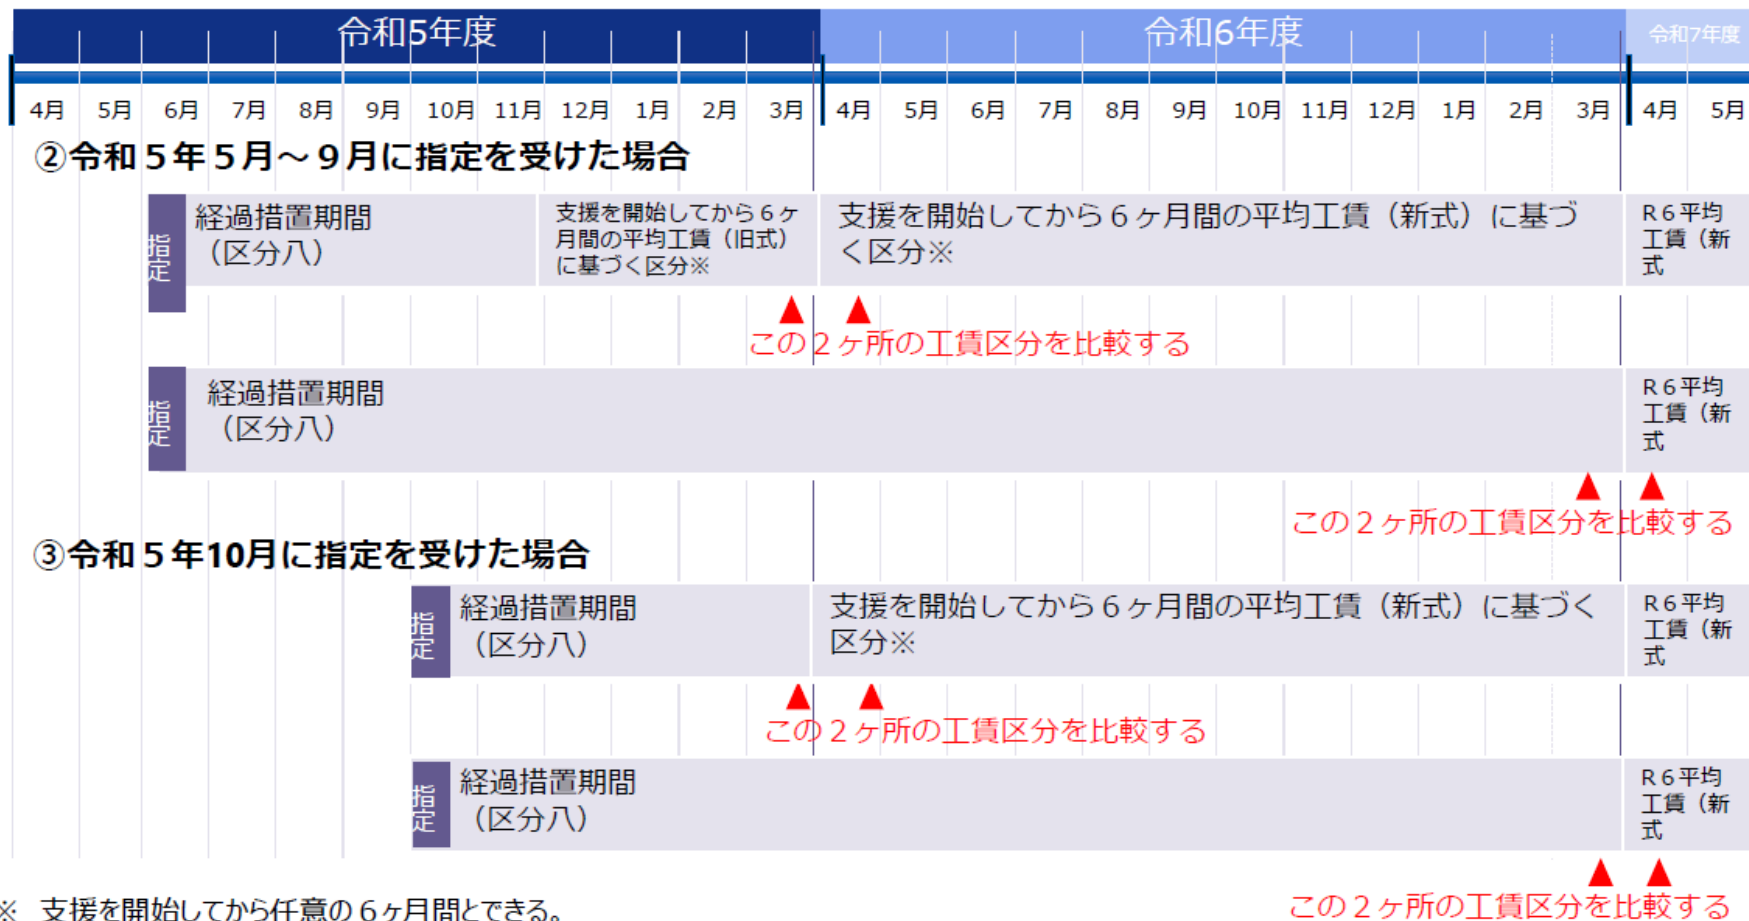 令和5年度 令和6年度 令和7年度
4月 5月 6月 7月 8月 9月 10月 11月 12月 1月 2月 3月 4月 5月 6月 7月 8月 9月 10月 11月 12月 1月 2月 3月 4月 5月
②令和５年５月～９月に指定を受けた場合
指定
経過措置期間
（区分八）
支援を開始してから６ヶ
月間の平均工賃（旧式）
に基づく区分※
支援を開始してから６ヶ月間の平均工賃（新式）に基づ
く区分※
R６平均
工賃（新
式
この２ヶ所の工賃区分を比較する
指定
経過措置期間
（区分八）
R６平均
工賃（新
式
この２ヶ所の工賃区分を比較する
③令和５年10月に指定を受けた場合
指定
経過措置期間
（区分八）
支援を開始してから６ヶ月間の平均工賃（新式）に基づく
区分※
R６平均
工賃（新
式
この２ヶ所の工賃区分を比較する
指定
経過措置期間
（区分八）
R６平均
工賃（新
式
この２ヶ所の工賃区分を比較する
※ 支援を開始してから任意の６ヶ月間とできる。